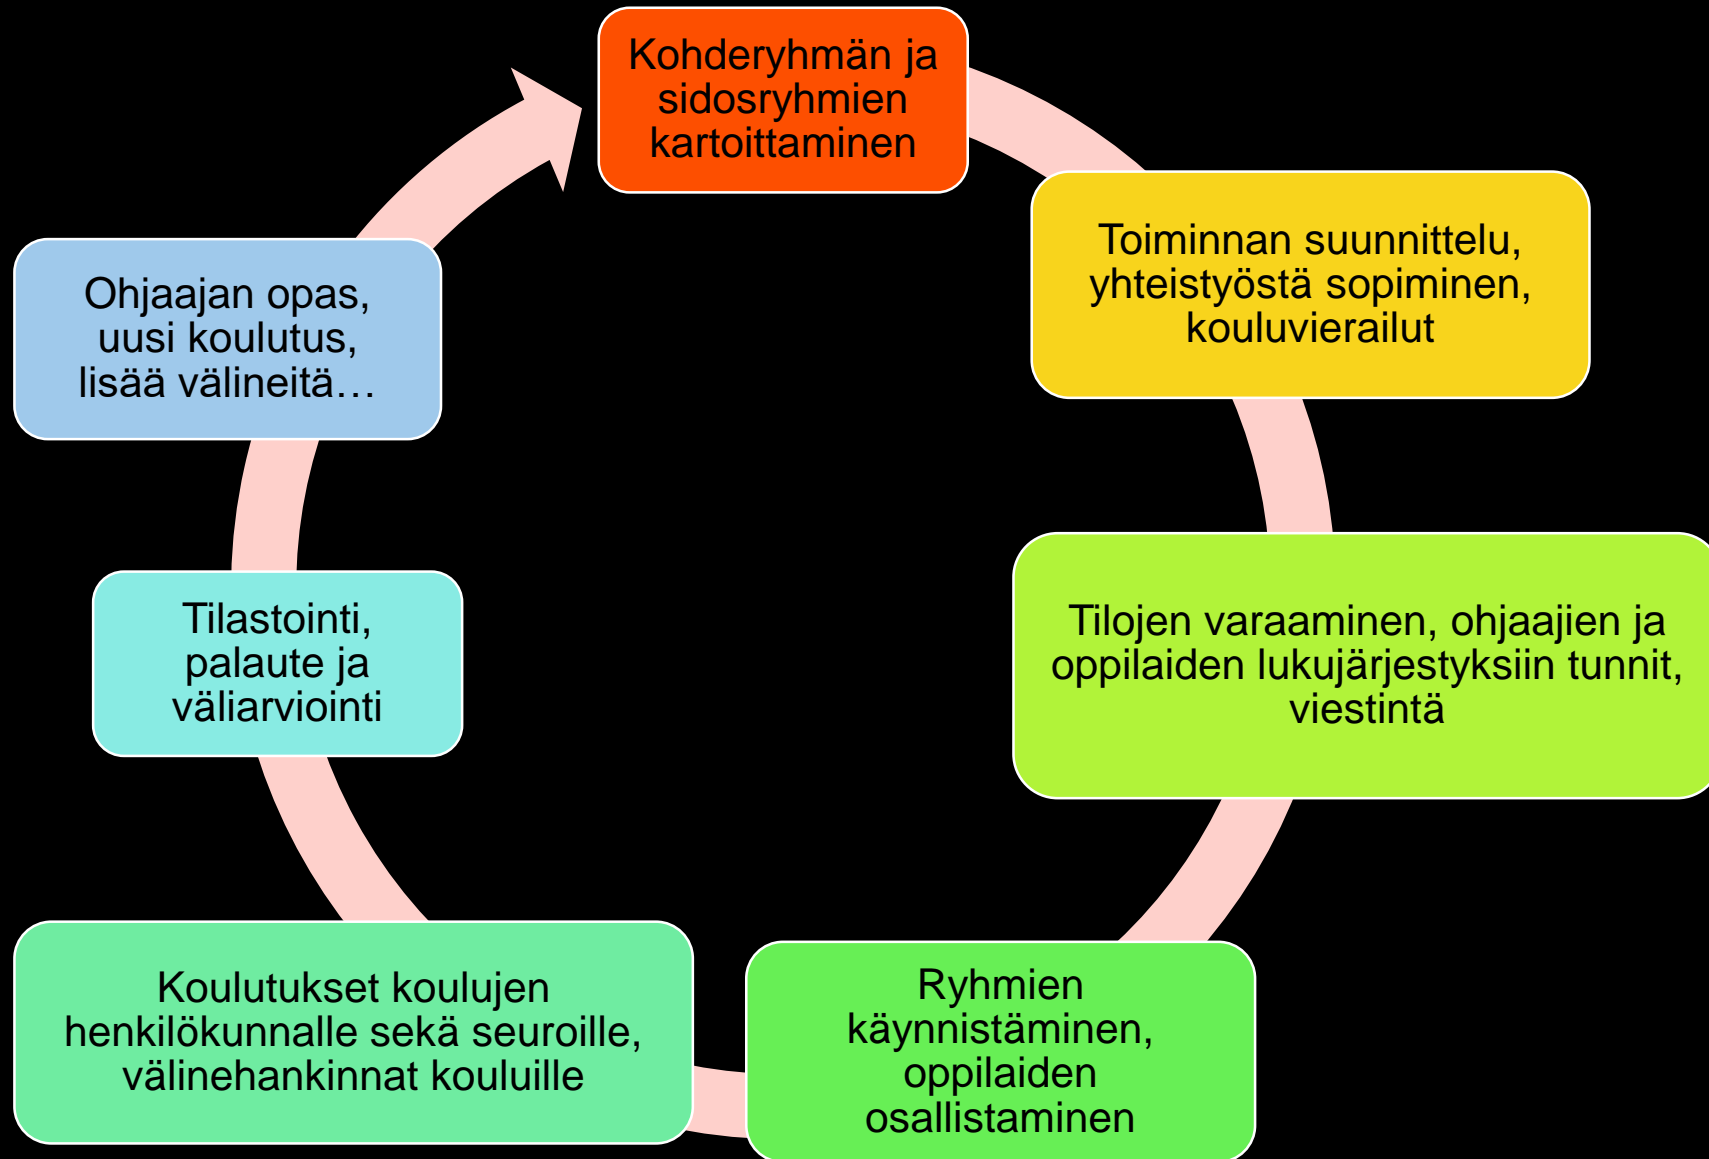 Kohderyhmän ja
sidosryhmien
kartoittaminen
Toiminnan suunnittelu,
yhteistyöstä sopiminen,
kouluvierailut
Tilojen varaaminen, ohjaajien ja
oppilaiden lukujärjestyksiin tunnit,
viestintä
Ryhmien
käynnistäminen,
oppilaiden
osallistaminen
Koulutukset koulujen
henkilökunnalle sekä seuroille,
välinehankinnat kouluille
Tilastointi,
palaute ja
väliarviointi
Ohjaajan opas,
uusi koulutus,
lisää välineitä…